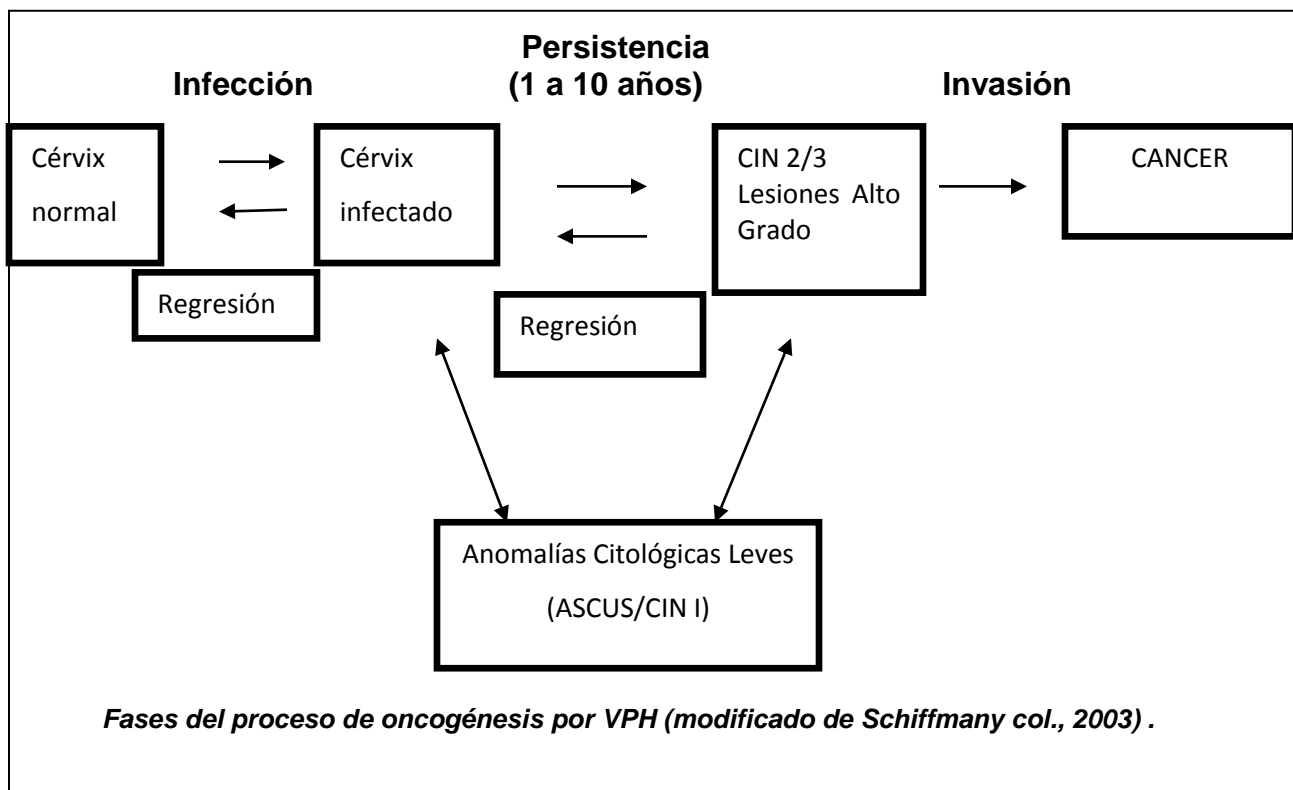 Persistencia
Infección (1 a 10 años) Invasión
Cérvix
normal
Cérvix
infectado
CIN 2/3
Lesiones Alto
Grado
CANCER
Regresión
Regresión
Anomalías Citológicas Leves
(ASCUS/CIN I)
Fases del proceso de oncogénesis por VPH (modificado de Schiffmany col., 2003) .